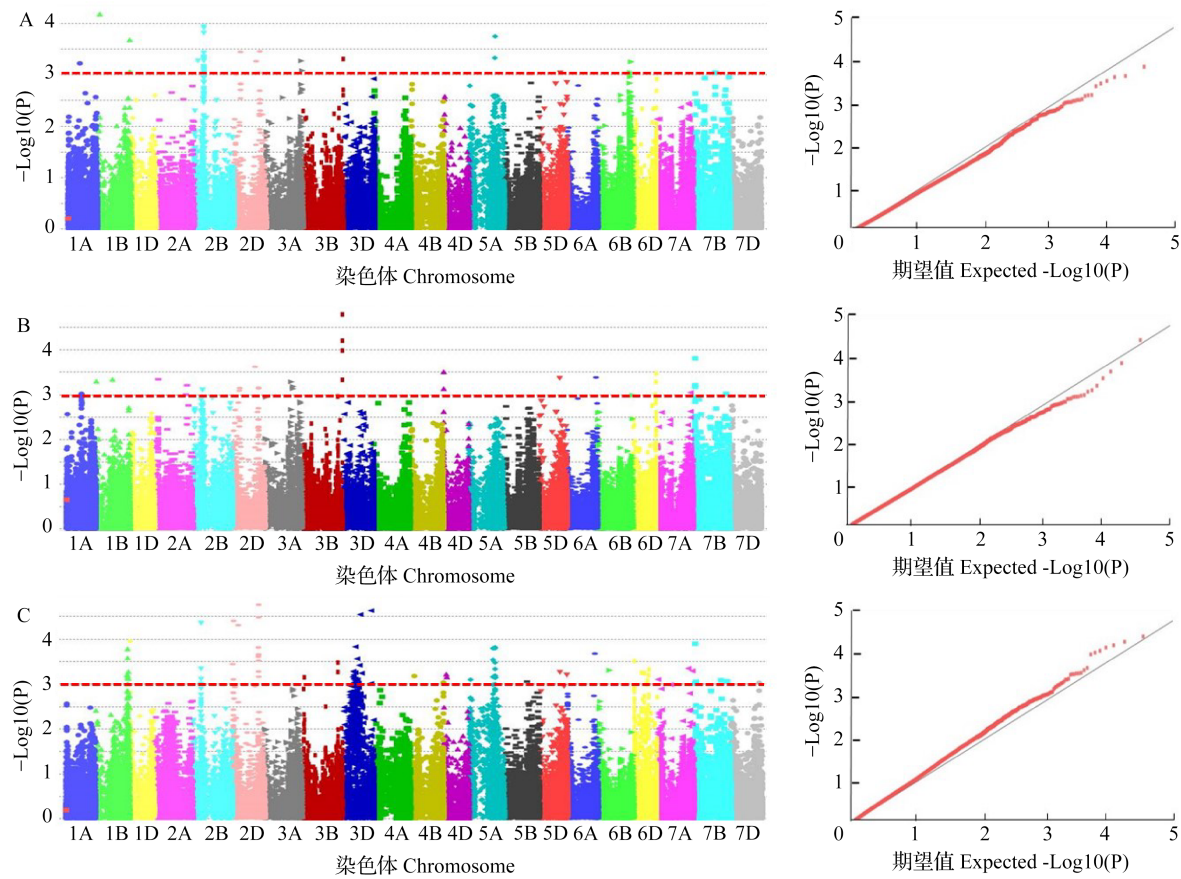 A
−Log10(P)
4
3
2
1
0
1A 1B 1D 2A 2B 2D 3A 3B 3D 4A 4B 4D 5A 5B 5D 6A 6B 6D 7A 7B 7D
染色体 Chromosome
−Log10(P)
5
4
3
2
1
0 1 2 3 4 5
期望值 Expected -Log10(P)
B
−Log10(P)
4
3
2
1
0
1A 1B 1D 2A 2B 2D 3A 3B 3D 4A 4B 4D 5A 5B 5D 6A 6B 6D 7A 7B 7D
染色体 Chromosome
−Log10(P)
5
4
3
2
1
0 1 2 3 4 5
期望值 Expected -Log10(P)
C
−Log10(P)
4
3
2
1
0
1A 1B 1D 2A 2B 2D 3A 3B 3D 4A 4B 4D 5A 5B 5D 6A 6B 6D 7A 7B 7D
染色体 Chromosome
−Log10(P)
5
4
3
2
1
0 1 2 3 4 5
期望值 Expected -Log10(P)